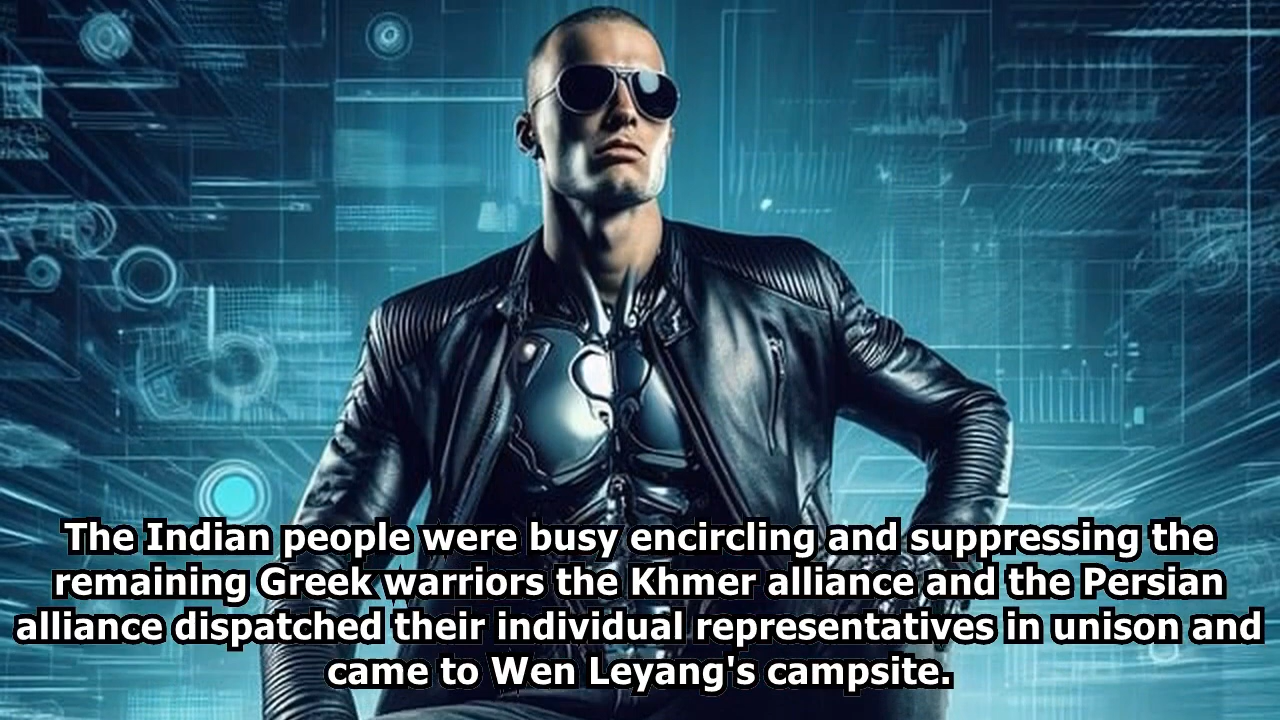 The Indian people were busy encircling and suppressing the
remaining Greek warriors the Khmer alliance and the Persian
alliance dispatched their individual representatives in unison and
came to Wen Leyang's campsite.